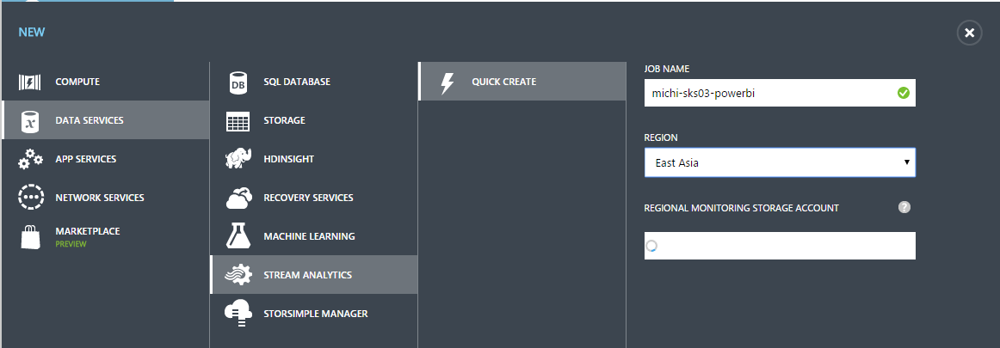 NEW
COMPUTE
DATA SERVICES
APP SERVICES
NETWORK SERVICES
MARKETPLACE
PREVIEW
DB
SQL DATABASE
STORAGE
HDINSIGHT
RECOVERY SERVICES
MACHINE LEARNING
STREAM ANALYTICS
STORSIMPLE MANAGER
QUICK CREATE
JOB NAME
michi-sks03-powerbi
REGION
East Asia
REGIONAL MONITORING STORAGE ACCOUNT ?